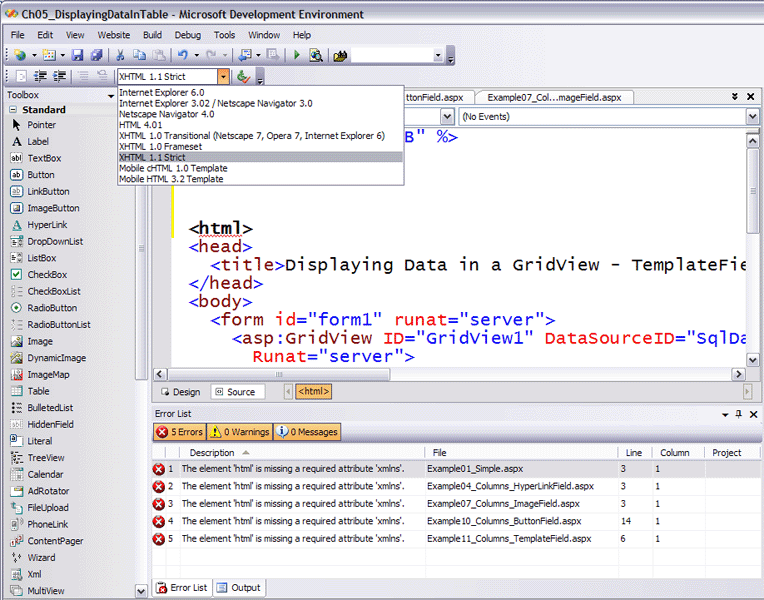 Ch05_DisplayingDataInTable - Microsoft Development Environment
File Edit View Website Build Debug Tools Window Help
XHTML 1.1 Strict
Internet Explorer 6.0
Internet Explorer 3.02 / Netscape Navigator 3.0
Netscape Navigator 4.0
HTML 4.01
XHTML 1.0 Transitional (Netscape 7, Opera 7, Internet Explorer 6)
XHTML 1.0 Frameset
XHTML 1.1 Strict
Mobile cHTML 1.0 Template
Mobile HTML 3.2 Template
Toolbox
Standard
Pointer
Label
TextBox
Button
LinkButton
ImageButton
HyperLink
DropDownList
ListBox
CheckBox
CheckBoxList
RadioButton
RadioButtonList
Image
DynamicImage
ImageMap
Table
BulletedList
HiddenField
Literal
TreeView
Calendar
AdRotator
FileUpload
PhoneLink
ContentPager
Wizard
Xml
MultiView
ttonField.aspx Example07_Col...mageField.aspx
(No Events)
B" %>
<html>
<head>
<title>Displaying Data in a GridView - TemplateFie
</head>
<body>
<form id="form1" runat="server">
<asp:GridView ID="GridView1" DataSourceID="SqlDa
Runat="server">
Design Source <html>
Error List
5 Errors 0 Warnings 0 Messages
Description File Line Column Project
1 The element 'html' is missing a required attribute 'xmlns'. Example01_Simple.aspx 3 1
2 The element 'html' is missing a required attribute 'xmlns'. Example04_Columns_HyperLinkField.aspx 3 1
3 The element 'html' is missing a required attribute 'xmlns'. Example07_Columns_ImageField.aspx 3 1
4 The element 'html' is missing a required attribute 'xmlns'. Example10_Columns_ButtonField.aspx 14 1
5 The element 'html' is missing a required attribute 'xmlns'. Example11_Columns_TemplateField.aspx 6 1
Error List Output